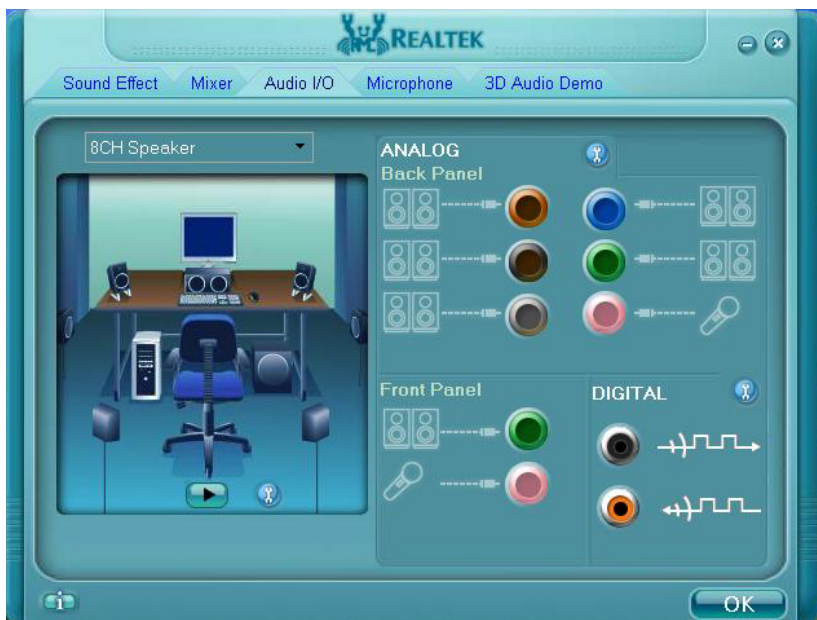 REALTEK
Sound Effect Mixer Audio I/O Microphone 3D Audio Demo
8CH Speaker
ANALOG
Back Panel
Front Panel
DIGITAL
OK